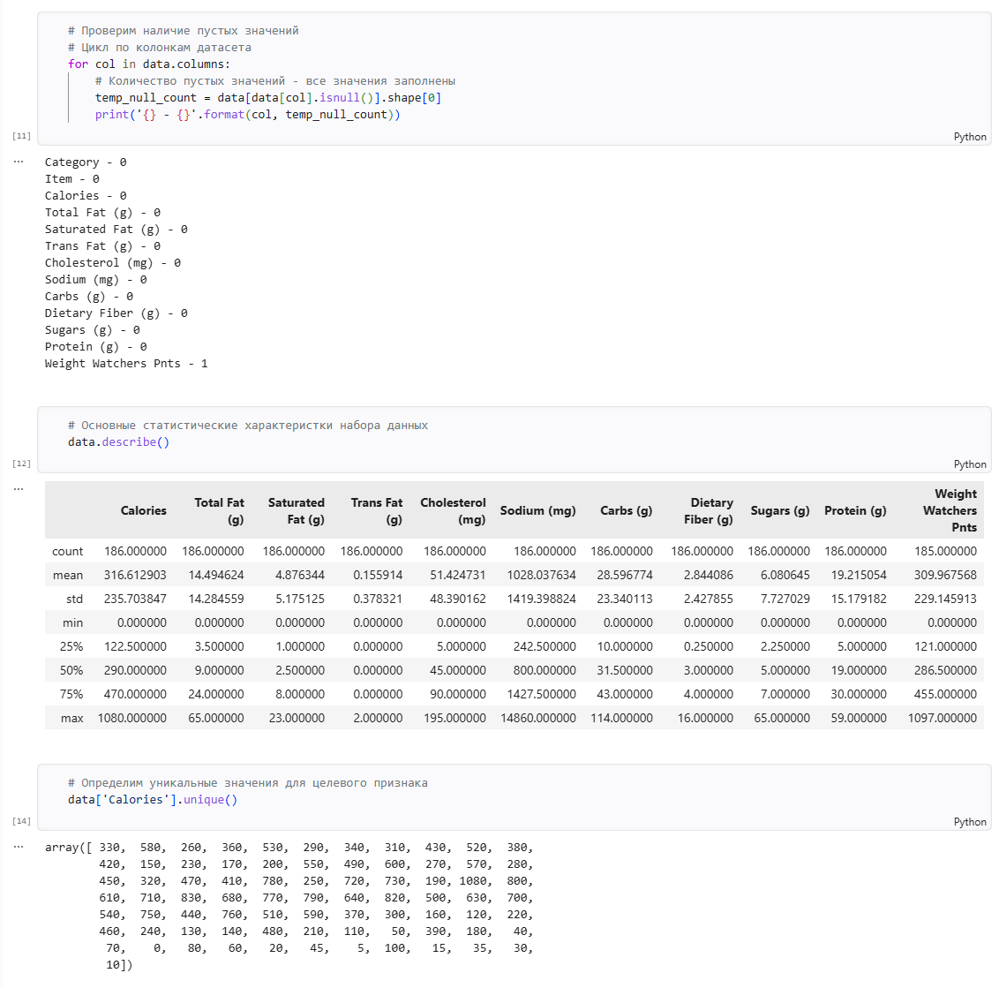 # Проверим наличие пустых значений
# Цикл по колонкам датасета
for col in data.columns:
    # Количество пустых значений - все значения заполнены
    temp_null_count = data[data[col].isnull()].shape[0]
    print('{} - {}'.format(col, temp_null_count))
[11]
Python
...
Category - 0
Item - 0
Calories - 0
Total Fat (g) - 0
Saturated Fat (g) - 0
Trans Fat (g) - 0
Cholesterol (mg) - 0
Sodium (mg) - 0
Carbs (g) - 0
Dietary Fiber (g) - 0
Sugars (g) - 0
Protein (g) - 0
Weight Watchers Pnts - 1
# Основные статистические характеристки набора данных
data.describe()
[12]
Python
...
Calories Total Fat (g) Saturated Fat (g) Trans Fat (g) Cholesterol (mg) Sodium (mg) Carbs (g) Dietary Fiber (g) Sugars (g) Protein (g) Weight Watchers Pnts
count 186.000000 186.000000 186.000000 186.000000 186.000000 186.000000 186.000000 186.000000 186.000000 186.000000 185.000000
mean 316.612903 14.494624 4.876344 0.155914 51.424731 1028.037634 28.596774 2.844086 6.080645 19.215054 309.967568
std 235.703847 14.284559 5.175125 0.378321 48.390162 1419.398824 23.340113 2.427855 7.727029 15.179182 229.145913
min 0.000000 0.000000 0.000000 0.000000 0.000000 0.000000 0.000000 0.000000 0.000000 0.000000 0.000000
25% 122.500000 3.500000 1.000000 0.000000 5.000000 242.500000 10.000000 0.250000 2.250000 5.000000 121.000000
50% 290.000000 9.000000 2.500000 0.000000 45.000000 800.000000 31.500000 3.000000 5.000000 19.000000 286.500000
75% 470.000000 24.000000 8.000000 0.000000 90.000000 1427.500000 43.000000 4.000000 7.000000 30.000000 455.000000
max 1080.000000 65.000000 23.000000 2.000000 195.000000 14860.000000 114.000000 16.000000 65.000000 59.000000 1097.000000
# Определим уникальные значения для целевого признака
data['Calories'].unique()
[14]
Python
...
array([ 330,  580,  260,  360,  530,  290,  340,  310,  430,  520,  380,
        420,  150,  230,  170,  200,  550,  490,  600,  270,  570,  280,
        450,  320,  470,  410,  780,  250,  720,  730,  190, 1080,  800,
        610,  710,  830,  680,  770,  790,  640,  820,  500,  630,  700,
        540,  750,  440,  760,  510,  590,  370,  300,  160,  120,  220,
        460,  240,  130,  140,  480,  210,  110,   50,  390,  180,   40,
         70,    0,   80,   60,   20,   45,    5,  100,   15,   35,   30,
         10])